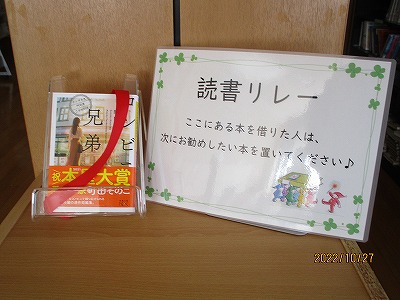 コンビニ
兄弟
祝本屋大賞
町田そのこ
読書リレー
ここにある本を借りた人は、
次にお勧めしたい本を置いてください♪
2022/10/27